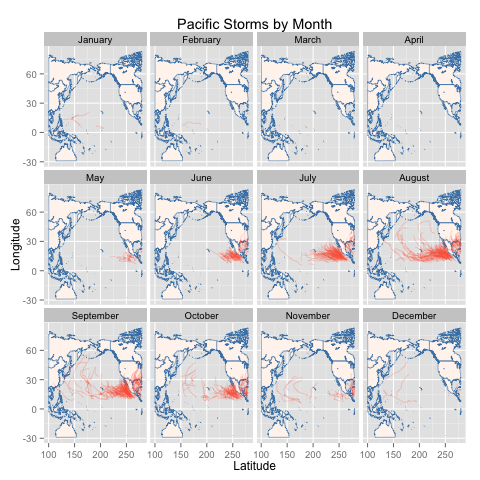 Pacific Storms by Month
January February March April
60
30
0
-30
May June July August
60
30
0
-30
September October November December
60
30
0
-30
100 150 200 250 100 150 200 250 100 150 200 250 100 150 200 250
Longitude
Latitude